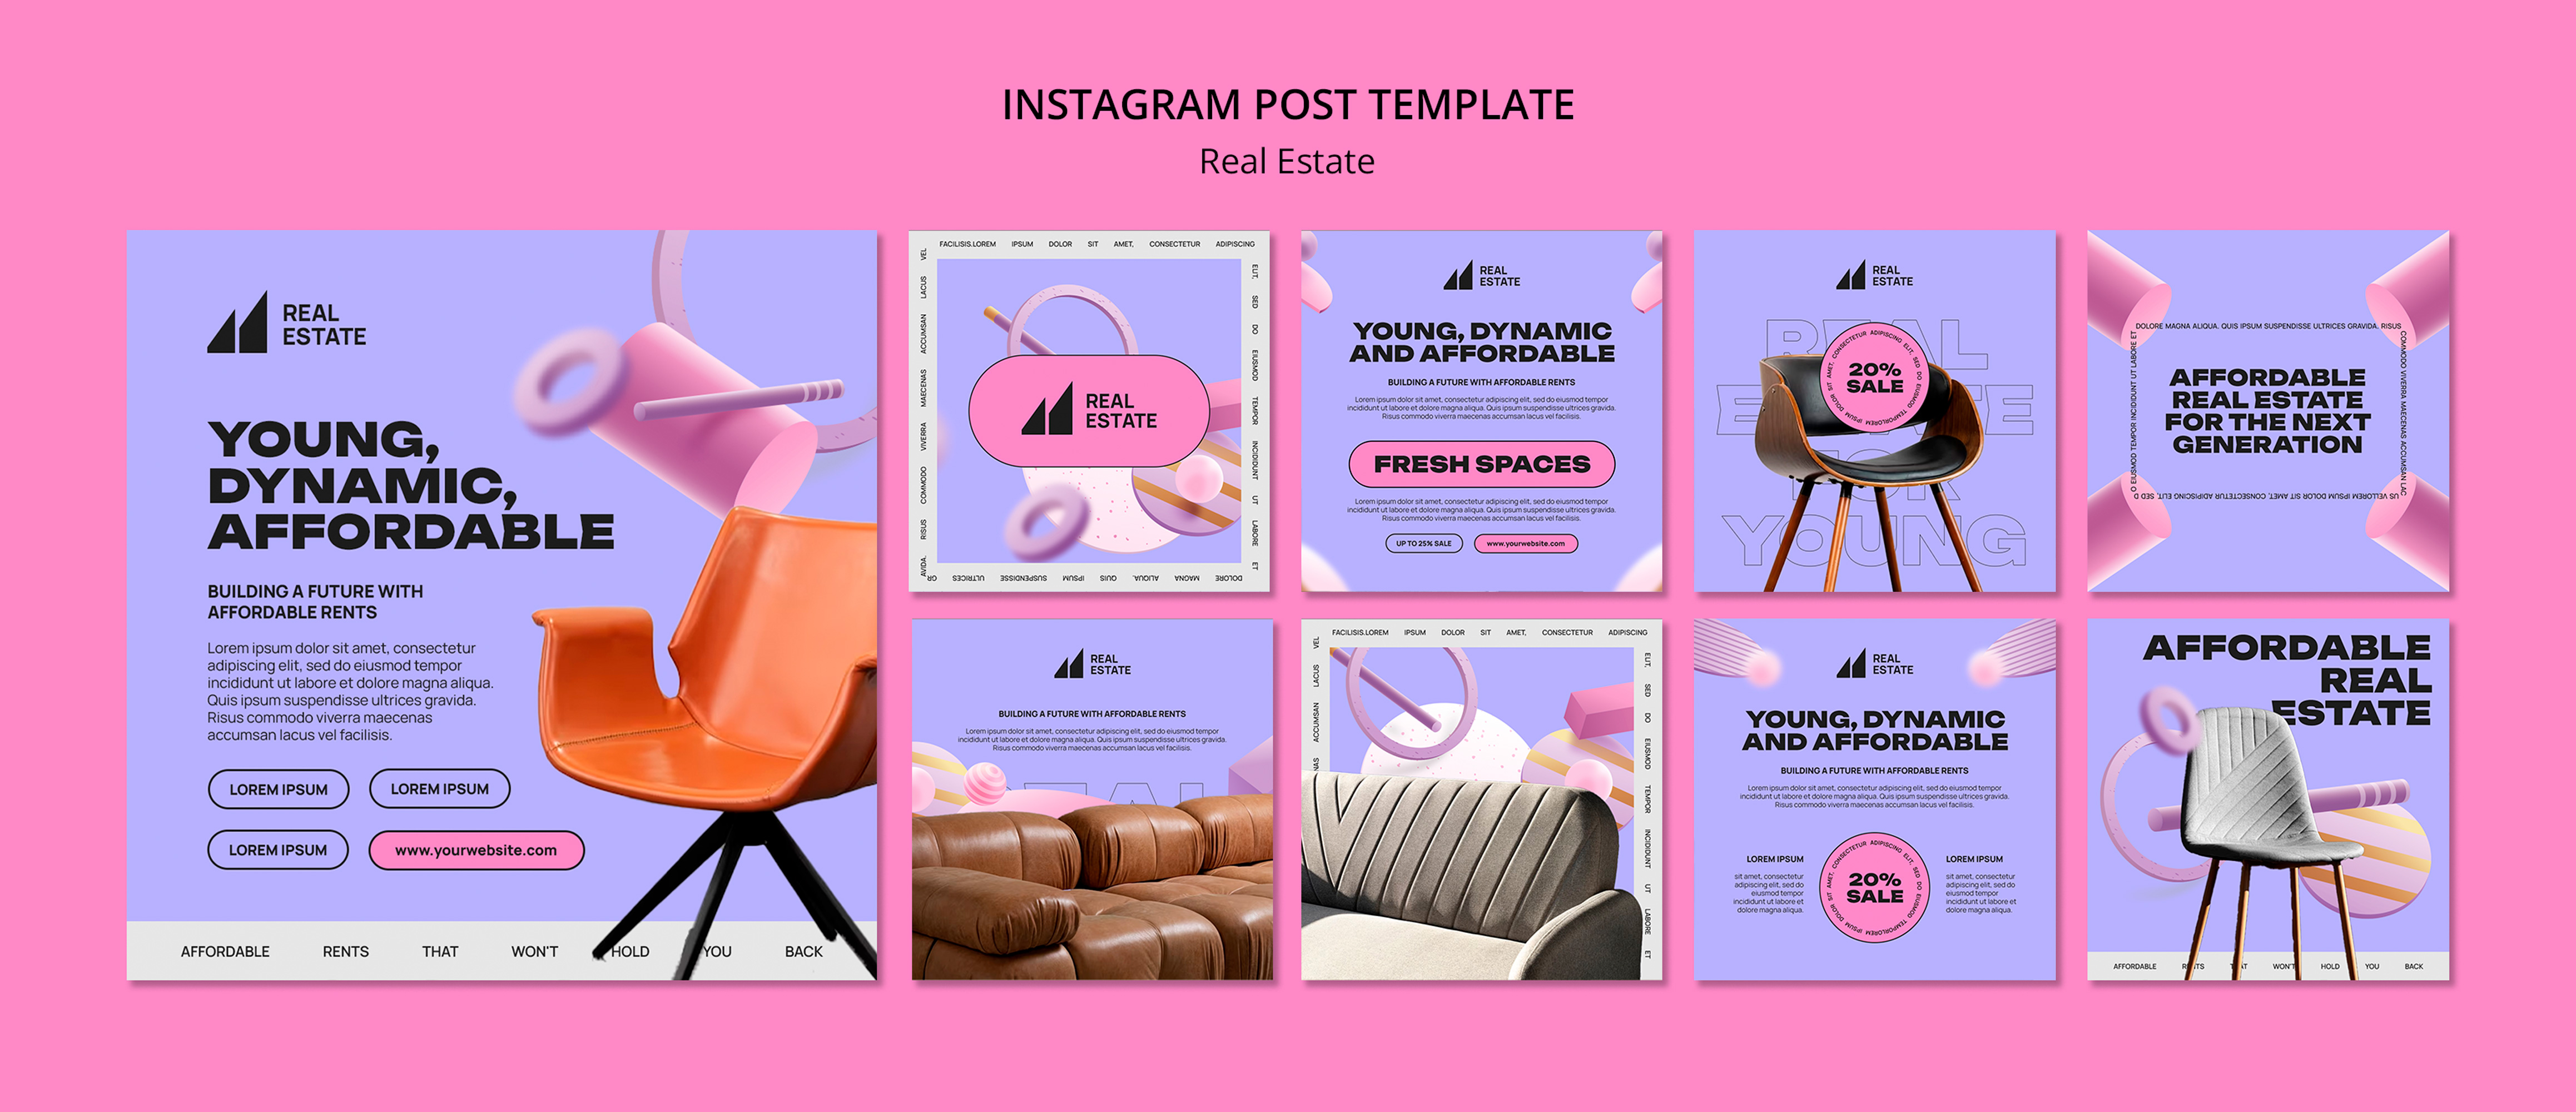 INSTAGRAM POST TEMPLATE
Real Estate
REAL
ESTATE
YOUNG,
DYNAMIC,
AFFORDABLE
BUILDING A FUTURE WITH
AFFORDABLE RENTS
Lorem ipsum dolor sit amet, consectetur
adipiscing elit, sed do eiusmod tempor
incididunt ut labore et dolore magna aliqua.
Quis ipsum suspendisse ultrices gravida.
Risus commodo viverra maecenas
accumsan lacus vel facilisis.
LOREM IPSUM
LOREM IPSUM
LOREM IPSUM
www.yourwebsite.com
AFFORDABLE RENTS THAT WON'T HOLD YOU BACK
FACILISIS.LOREM IPSUM DOLOR SIT AMET, CONSECTETUR ADIPISCING
ELIT, SED DO EIUSMOD TEMPOR INCIDIDUNT UT LABORE ET
DOLORE MAGNA ALIQUA. QUIS IPSUM SUSPENDISSE ULTRICES GR
AVIDA. RISUS COMMODO VIVERRA MAECENAS ACCUMSAN LACUS VEL
REAL
ESTATE
REAL
ESTATE
YOUNG, DYNAMIC
AND AFFORDABLE
BUILDING A FUTURE WITH AFFORDABLE RENTS
Lorem ipsum dolor sit amet, consectetur adipiscing elit, sed do eiusmod tempor
incididunt ut labore et dolore magna aliqua. Quis ipsum suspendisse ultrices gravida.
Risus commodo viverra maecenas accumsan lacus vel facilisis.
FRESH SPACES
Lorem ipsum dolor sit amet, consectetur adipiscing elit, sed do eiusmod tempor
incididunt ut labore et dolore magna aliqua. Quis ipsum suspendisse ultrices gravida.
Risus commodo viverra maecenas accumsan lacus vel facilisis.
UP TO 25% SALE
www.yourwebsite.com
REAL
ESTATE
REAL
ESTATE
FOR
YOUNG
LOREM IPSUM DOLOR SIT AMET, CONSECTETUR ADIPISCING ELIT, SED DO EIUSMOD TEMPOR
20%
SALE
DOLORE MAGNA ALIQUA. QUIS IPSUM SUSPENDISSE ULTRICES GRAVIDA. RISUS
COMMODO VIVERRA MAECENAS ACCUMSAN LAC
US VELLOREM IPSUM DOLOR SIT AMET, CONSECTETUR ADIPISCING ELIT, SED D
O EIUSMOD TEMPOR INCIDIDUNT UT LABORE ET
AFFORDABLE
REAL ESTATE
FOR THE NEXT
GENERATION
REAL
ESTATE
BUILDING A FUTURE WITH AFFORDABLE RENTS
Lorem ipsum dolor sit amet, consectetur adipiscing elit, sed do eiusmod tempor
incididunt ut labore et dolore magna aliqua. Quis ipsum suspendisse ultrices gravida.
Risus commodo viverra maecenas accumsan lacus vel facilisis.
FACILISIS.LOREM IPSUM DOLOR SIT AMET, CONSECTETUR ADIPISCING
ELIT, SED DO EIUSMOD TEMPOR INCIDIDUNT UT LABORE ET
NAS ACCUMSAN LACUS VEL
REAL
ESTATE
YOUNG, DYNAMIC
AND AFFORDABLE
BUILDING A FUTURE WITH AFFORDABLE RENTS
Lorem ipsum dolor sit amet, consectetur adipiscing elit, sed do eiusmod tempor
incididunt ut labore et dolore magna aliqua. Quis ipsum suspendisse ultrices gravida.
Risus commodo viverra maecenas accumsan lacus vel facilisis.
LOREM IPSUM
sit amet, consectetur
adipiscing elit, sed do
eiusmod tempor
incididunt ut labore et
dolore magna aliqua.
LOREM IPSUM DOLOR SIT AMET, CONSECTETUR ADIPISCING ELIT, SED DO EIUSMOD TEMPOR
20%
SALE
LOREM IPSUM
sit amet, consectetur
adipiscing elit, sed do
eiusmod tempor
incididunt ut labore et
dolore magna aliqua.
AFFORDABLE
REAL
ESTATE
AFFORDABLE RENTS THAT WON'T HOLD YOU BACK